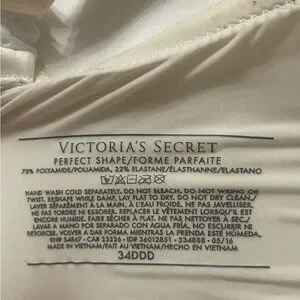 VICTORIA'S SECRET
PERFECT SHAPE/FORME PARFAITE
78% POLYAMIDE/POLIAMIDA, 22% ELASTANE/ÉLASTHANNE/ELASTANO
HAND WASH COLD SEPARATELY. DO NOT BLEACH. DO NOT WRING OR
TWIST. RESHAPE WHILE DAMP, LAY FLAT TO DRY. DO NOT DRY CLEAN./
LAVER SÉPARÉMENT À LA MAIN, À L'EAU FROIDE. NE PAS JAVELLISER.
NE PAS TORDRE NI ESSORER. REPLACER LE VÊTEMENT LORSQU'IL EST
ENCORE HUMIDE. FAIRE SÉCHER À PLAT. NE PAS NETTOYER À SEC./
LAVAR A MANO POR SEPARADO CON AGUA FRÍA. NO ESCURRIR NI
RETORCER. VOLVER A DAR FORMA MIENTRAS LA PRENDA ESTÉ HÚMEDA.
RN# 54867 - CA# 23226 - ID# 36012851 - 334888 - 05/16
MADE IN VIETNAM/FAIT AU VIETNAM/HECHO EN VIETNAM
34DDD